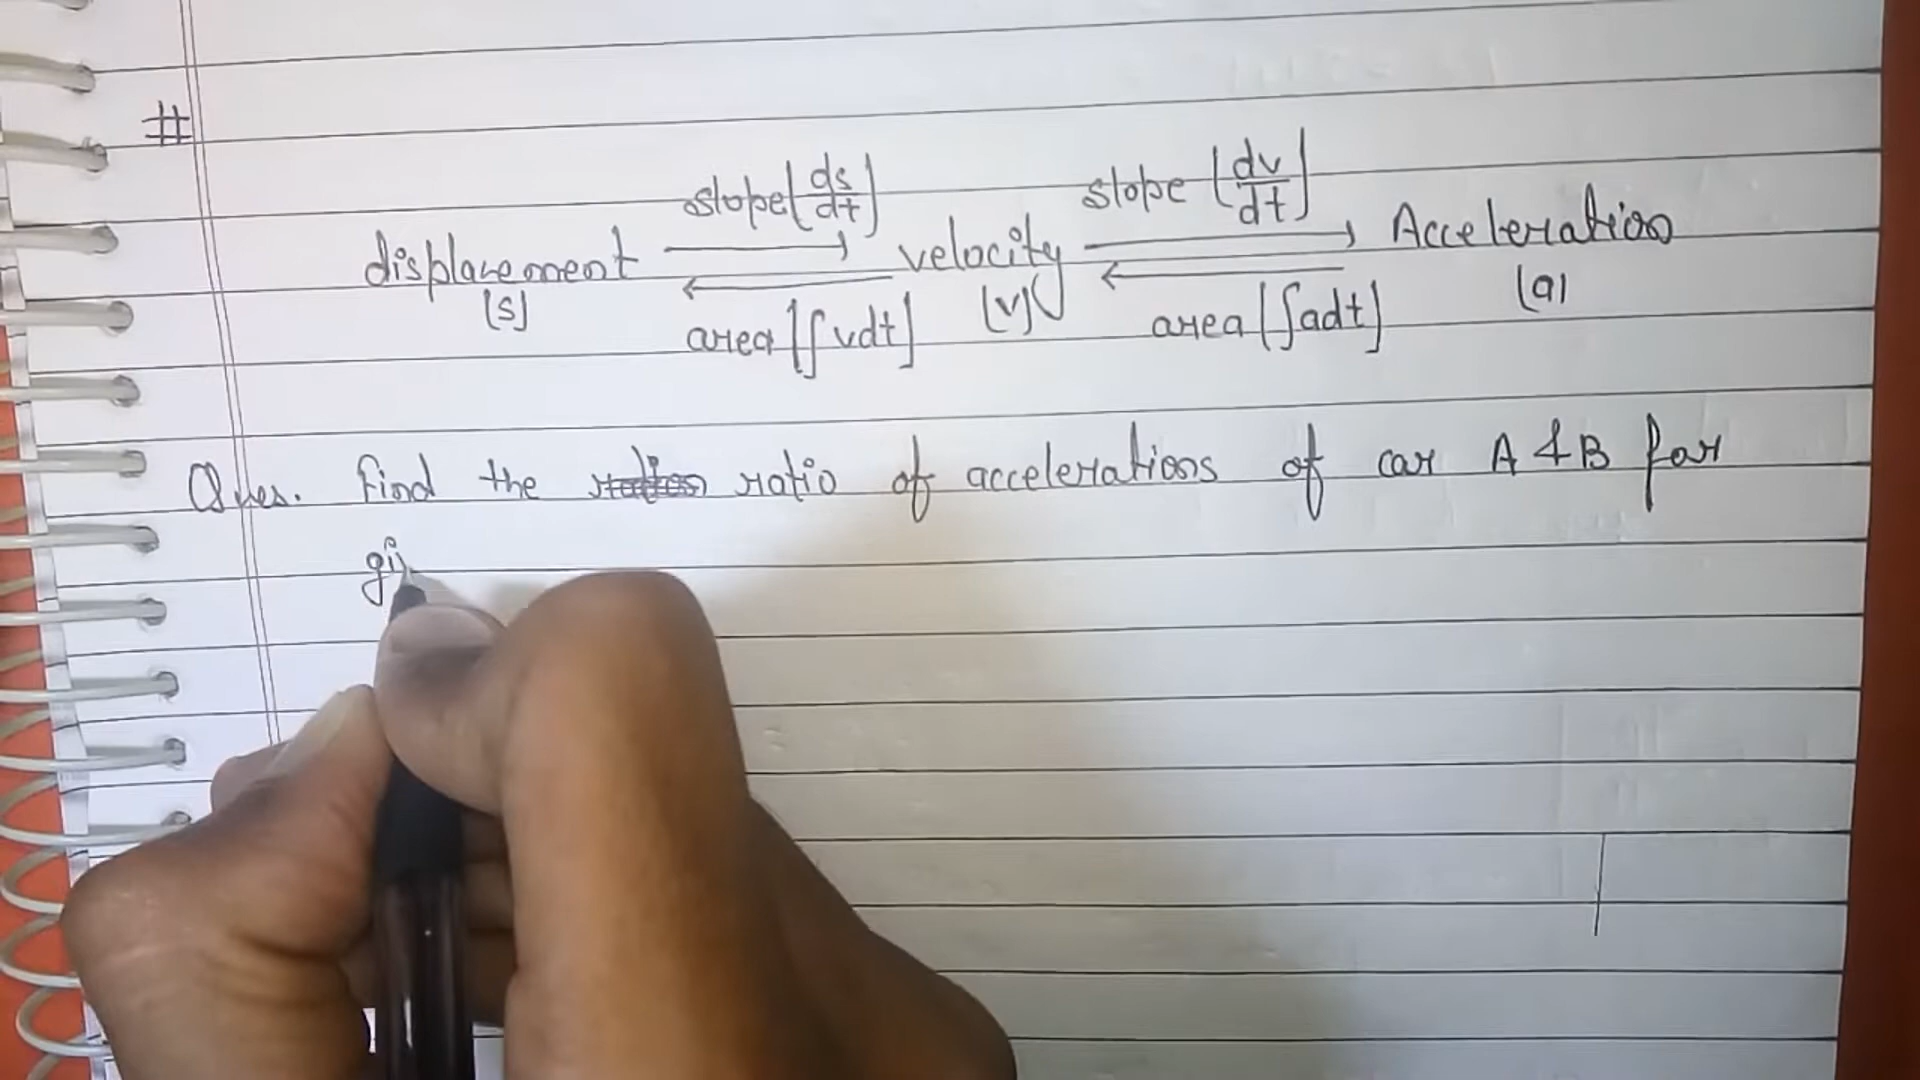 #
slope(ds/dt) slope (dv/dt)
displacement velocity Acceleration
(s) (v) (a)
area (∫vdt) area (∫adt)
Ques. Find the ratio of accelerations of car A & B for
gi